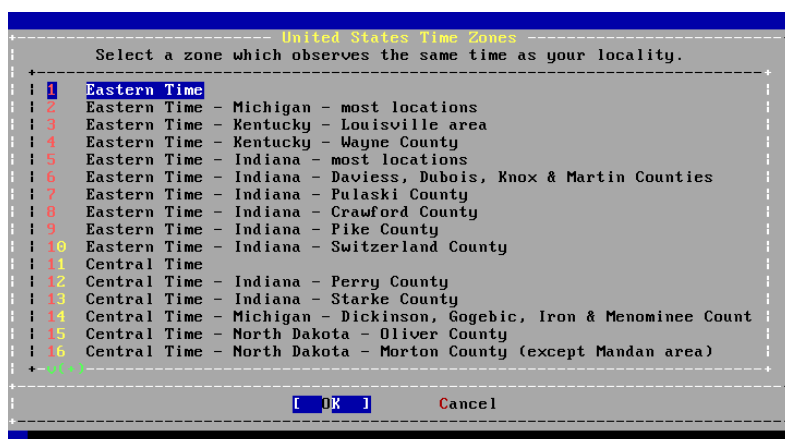 United States Time Zones
Select a zone which observes the same time as your locality.
1 Eastern Time
2 Eastern Time - Michigan - most locations
3 Eastern Time - Kentucky - Louisville area
4 Eastern Time - Kentucky - Wayne County
5 Eastern Time - Indiana - most locations
6 Eastern Time - Indiana - Daviess, Dubois, Knox & Martin Counties
7 Eastern Time - Indiana - Pulaski County
8 Eastern Time - Indiana - Crawford County
9 Eastern Time - Indiana - Pike County
10 Eastern Time - Indiana - Switzerland County
11 Central Time
12 Central Time - Indiana - Perry County
13 Central Time - Indiana - Starke County
14 Central Time - Michigan - Dickinson, Gogebic, Iron & Menominee Count
15 Central Time - North Dakota - Oliver County
16 Central Time - North Dakota - Morton County (except Mandan area)
v(+)
[ OK ] Cancel